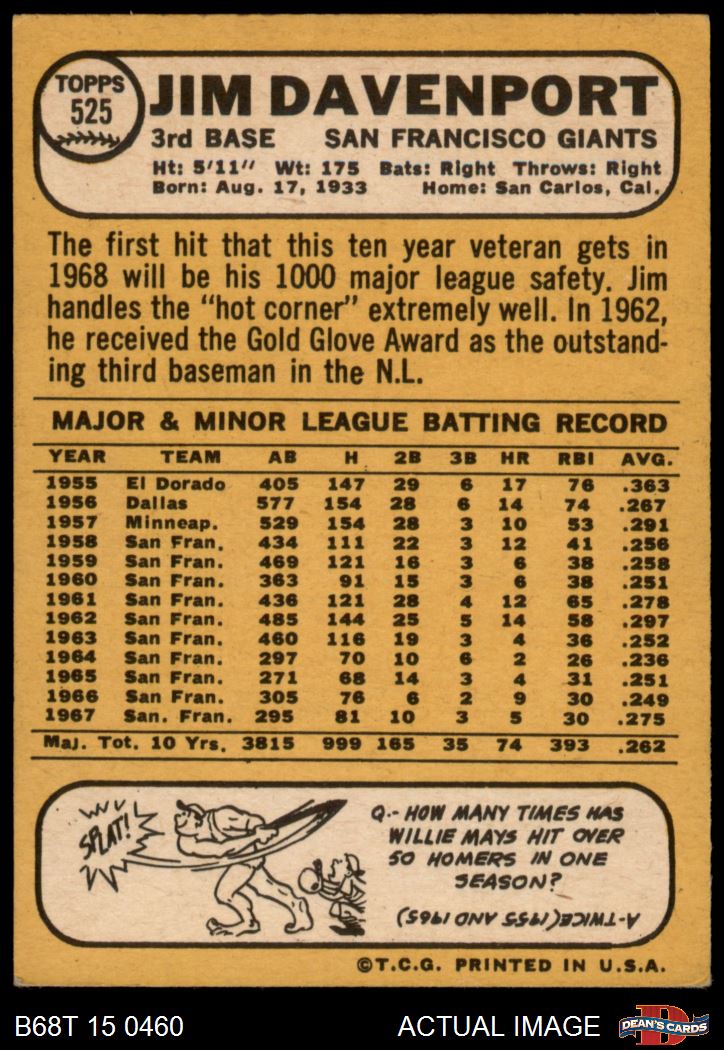 TOPPS
525
JIM DAVENPORT
3rd BASE SAN FRANCISCO GIANTS
Ht: 5'11" Wt: 175 Bats: Right Throws: Right
Born: Aug. 17, 1933 Home: San Carlos, Cal.
The first hit that this ten year veteran gets in
1968 will be his 1000 major league safety. Jim
handles the "hot corner" extremely well. In 1962,
he received the Gold Glove Award as the outstand-
ing third baseman in the N.L.
MAJOR & MINOR LEAGUE BATTING RECORD
YEAR TEAM AB H 2B 3B HR RBI AVG.
1955 El Dorado 405 147 29 6 17 76 .363
1956 Dallas 577 154 28 6 14 74 .267
1957 Minneap. 529 154 28 3 10 53 .291
1958 San Fran. 434 111 22 3 12 41 .256
1959 San Fran. 469 121 16 3 6 38 .258
1960 San Fran. 363 91 15 3 6 38 .251
1961 San Fran. 436 121 28 4 12 65 .278
1962 San Fran. 485 144 25 5 14 58 .297
1963 San Fran. 460 116 19 3 4 36 .252
1964 San Fran. 297 70 10 6 2 26 .236
1965 San Fran. 271 68 14 3 4 31 .251
1966 San Fran. 305 76 6 2 9 30 .249
1967 San. Fran. 295 81 10 3 5 30 .275
Maj. Tot. 10 Yrs. 3815 999 165 35 74 393 .262
SPLAT!
Q.- HOW MANY TIMES HAS
WILLIE MAYS HIT OVER
50 HOMERS IN ONE
SEASON?
A-TWICE (1955 AND 1965)
©T.C.G. PRINTED IN U.S.A.
B68T 15 0460 ACTUAL IMAGE
D
DEAN'S CARDS